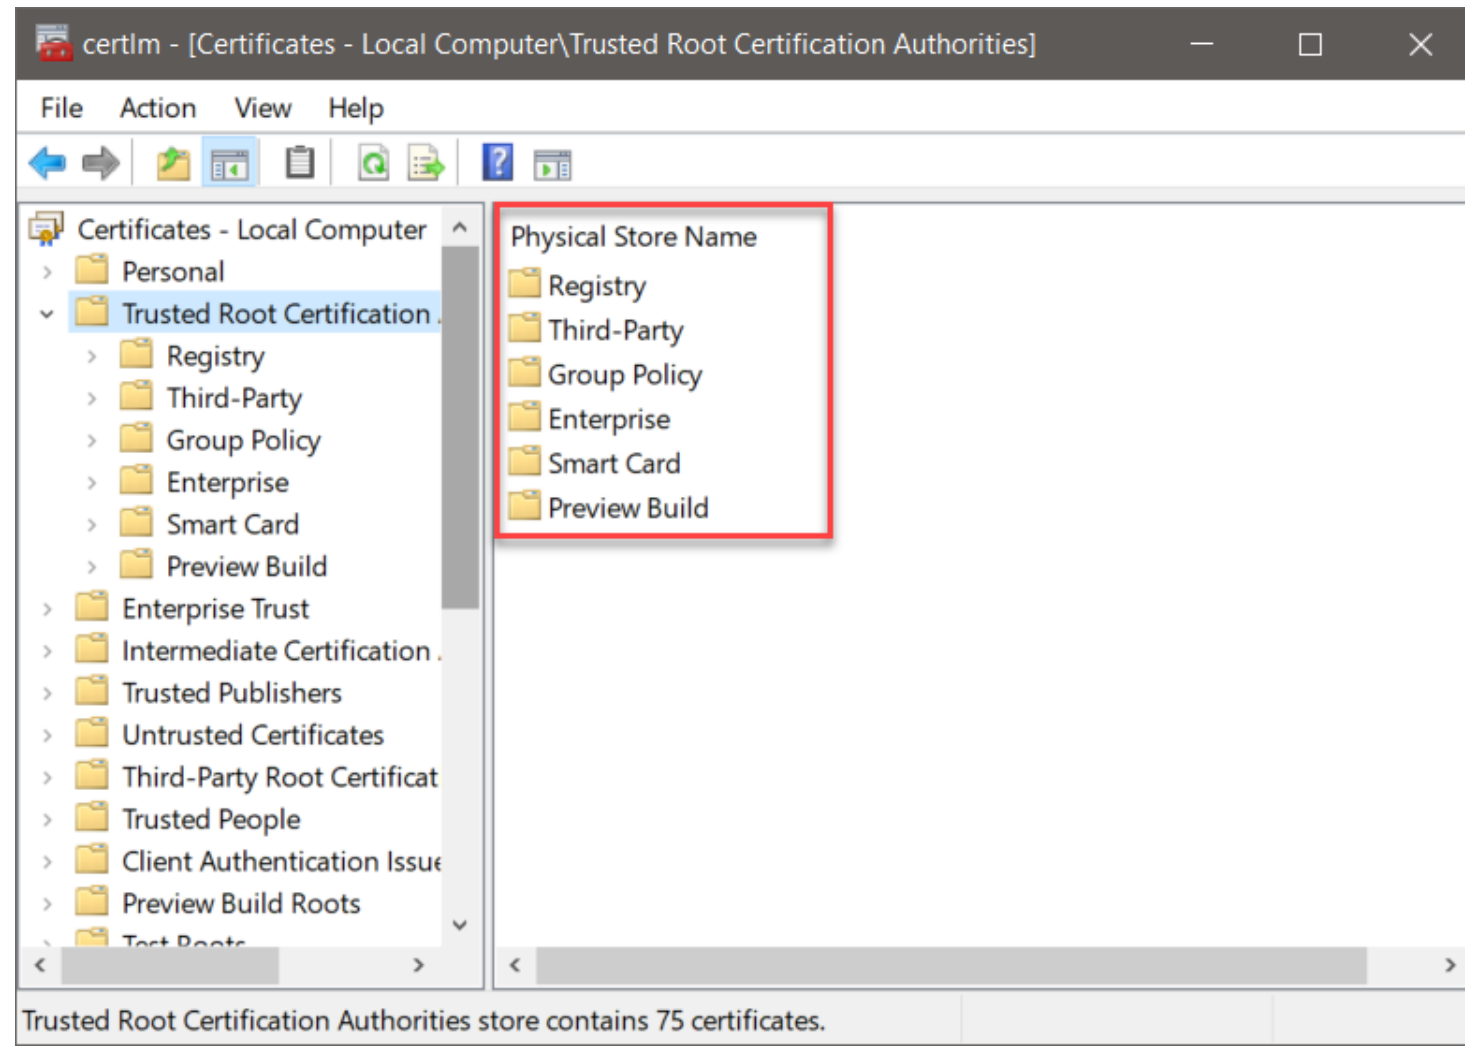 certlm - [Certificates - Local Computer\Trusted Root Certification Authorities]
File Action View Help
Certificates - Local Computer
Personal
Trusted Root Certification
Registry
Third-Party
Group Policy
Enterprise
Smart Card
Preview Build
Enterprise Trust
Intermediate Certification
Trusted Publishers
Untrusted Certificates
Third-Party Root Certificat
Trusted People
Client Authentication Issue
Preview Build Roots
Test Roots
Physical Store Name
Registry
Third-Party
Group Policy
Enterprise
Smart Card
Preview Build
Trusted Root Certification Authorities store contains 75 certificates.